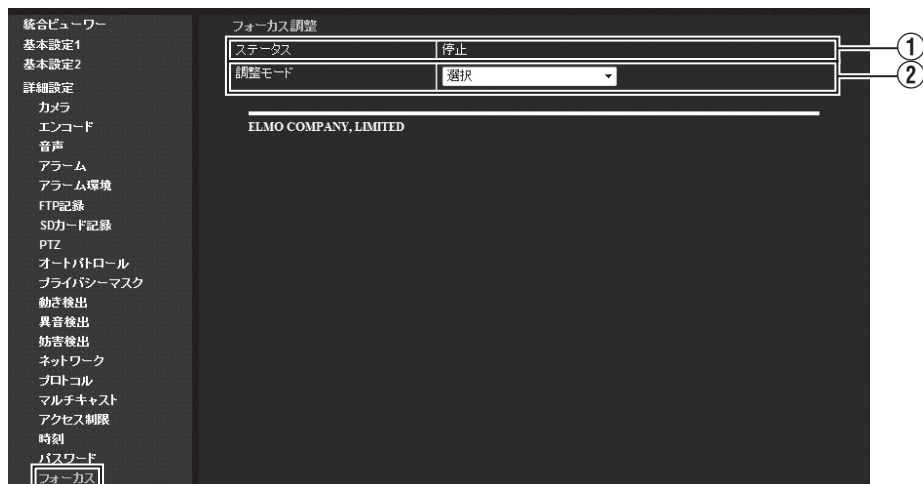 統合ビューワー
基本設定1
基本設定2
詳細設定
カメラ
エンコード
音声
アラーム
アラーム環境
FTP記録
SDカード記録
PTZ
オートパトロール
プライバシーマスク
動き検出
異音検出
妨害検出
ネットワーク
プロトコル
マルチキャスト
アクセス制限
時刻
パスワード
フォーカス
フォーカス調整
ステータス 停止 ①
調整モード 選択 ②
ELMO COMPANY, LIMITED